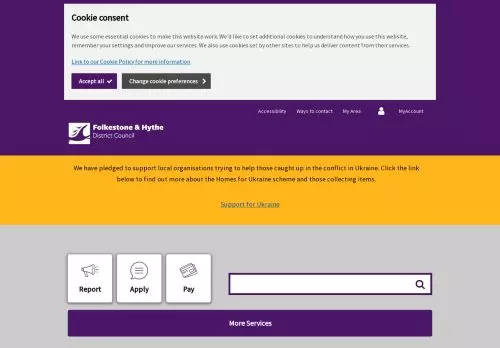 Cookie consent
We use some essential cookies to make this website work. We'd like to set additional cookies to understand how you use this website,
remember your settings and improve our services. We also use cookies set by other sites to help us deliver content from their services.
Link to our Cookie Policy for more information
Accept all
Change cookie preferences
Accessibility
Ways to contact
My Area
MyAccount
Folkestone & Hythe
District Council
We have pledged to support local organisations trying to help those caught up in the conflict in Ukraine. Click the link
below to find out more about the Homes for Ukraine scheme and those collecting items.
Support for Ukraine
Report
Apply
Pay
More Services